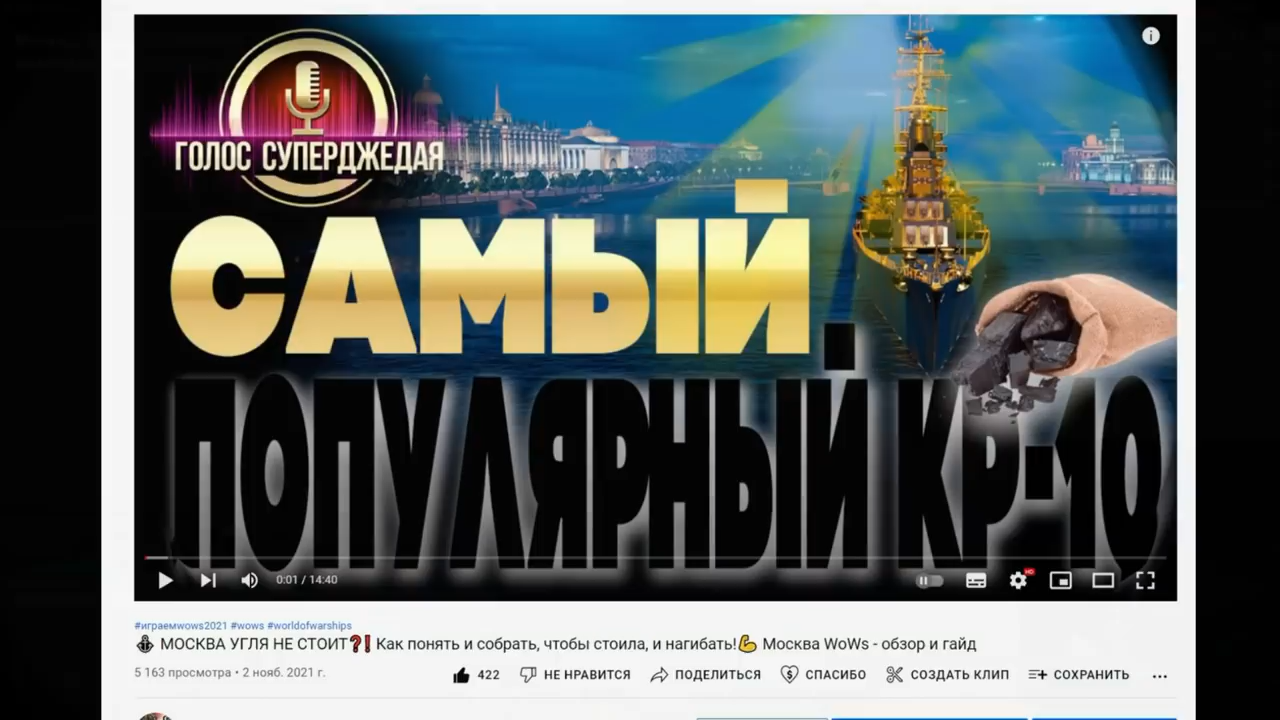 ГОЛОС СУПЕРДЖЕДАЯ
САМЫЙ
ПОПУЛЯРНЫЙ КР-10
0:01 / 14:40
HD
#играемwows2021 #wows #worldofwarships
МОСКВА УГЛЯ НЕ СТОИТ❓❗ Как понять и собрать, чтобы стоила, и нагибать!💪 Москва WoWs - обзор и гайд
5 163 просмотра • 2 нояб. 2021 г.
422 НЕ НРАВИТСЯ ПОДЕЛИТЬСЯ СПАСИБО СОЗДАТЬ КЛИП СОХРАНИТЬ